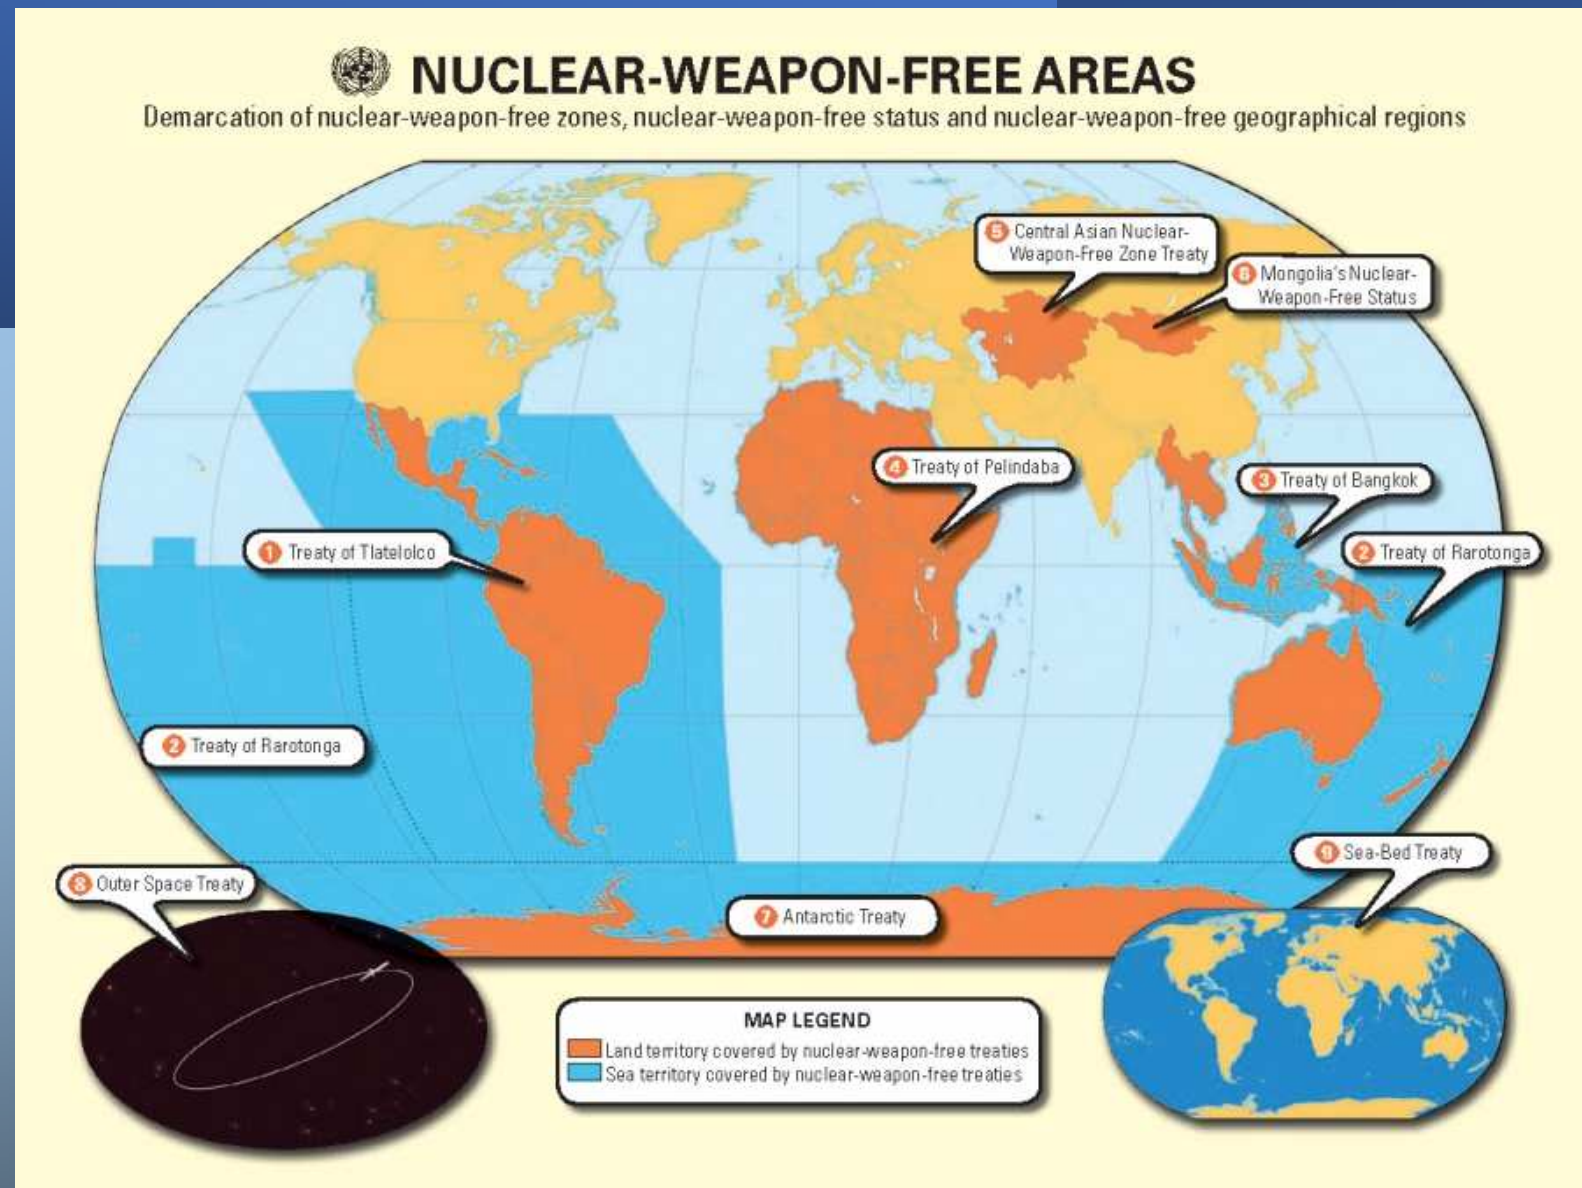 NUCLEAR-WEAPON-FREE AREAS
Demarcation of nuclear-weapon-free zones, nuclear-weapon-free status and nuclear-weapon-free geographical regions
5 Central Asian Nuclear-
Weapon-Free Zone Treaty
6 Mongolia's Nuclear-
Weapon-Free Status
4 Treaty of Pelindaba
3 Treaty of Bangkok
1 Treaty of Tlatelolco
2 Treaty of Rarotonga
2 Treaty of Rarotonga
9 Sea-Bed Treaty
8 Outer Space Treaty
7 Antarctic Treaty
MAP LEGEND
Land territory covered by nuclear-weapon-free treaties
Sea territory covered by nuclear-weapon-free treaties